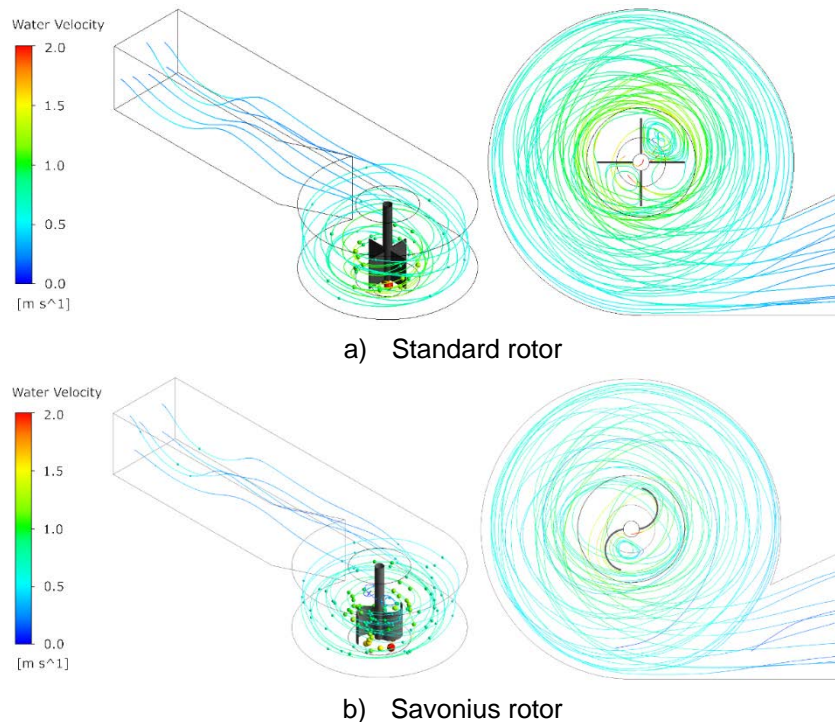 Water Velocity
2.0
1.5
1.0
0.5
0.0
[m s^1]
a) Standard rotor
Water Velocity
2.0
1.5
1.0
0.5
0.0
[m s^1]
b) Savonius rotor